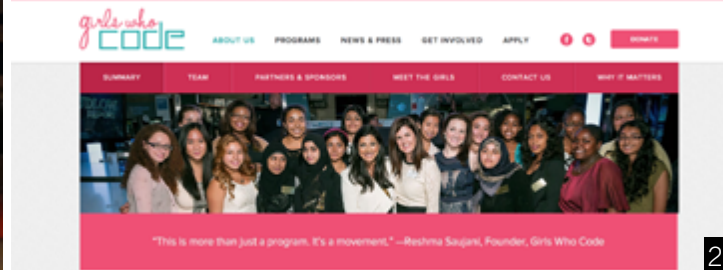 girls who
CODE
ABOUT US PROGRAMS NEWS & PRESS GET INVOLVED APPLY f t DONATE
SUMMARY TEAM PARTNERS & SPONSORS MEET THE GIRLS CONTACT US WHY IT MATTERS
"This is more than just a program. It's a movement." —Reshma Saujani, Founder, Girls Who Code
2